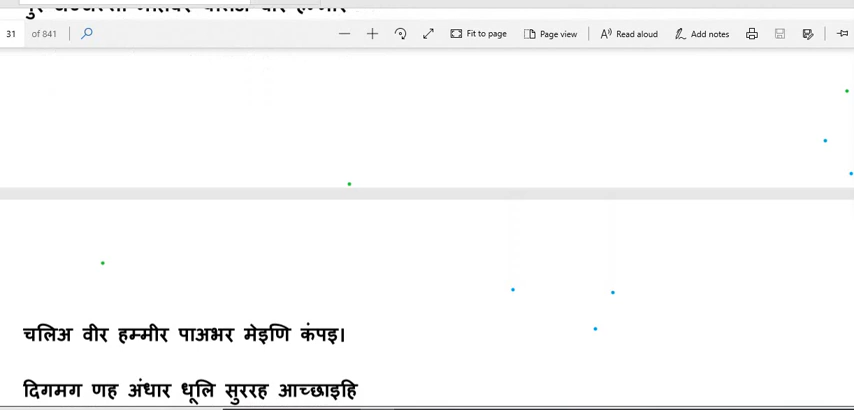 31 of 841 Fit to page Page view Read aloud Add notes
चलिअ वीर हम्मीर पाअभर मेइणि कंपइ।
दिगमग णह अंधार धूलि सुररह आच्छाइहि